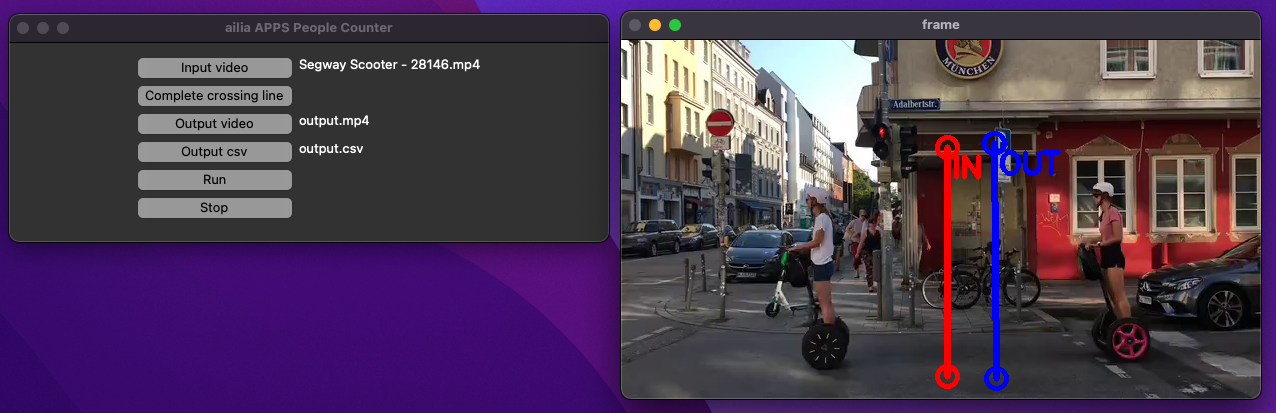 ailia APPS People Counter
Input video
Segway Scooter - 28146.mp4
Complete crossing line
Output video
output.mp4
Output csv
output.csv
Run
Stop
frame
MÜNCHEN
Adalbertstr.
IN
OUT